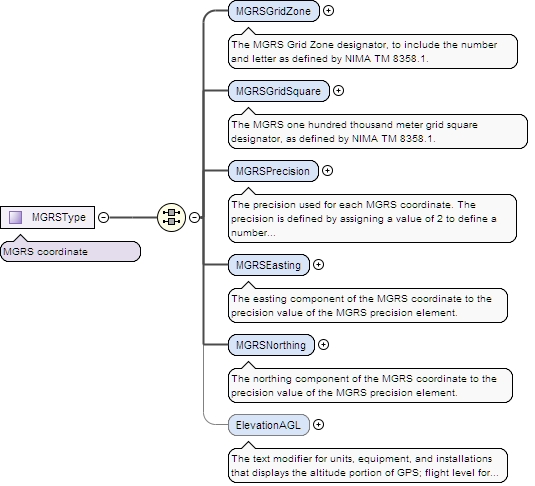 MGRSGridZone
The MGRS Grid Zone designator, to include the number
and letter as defined by NIMA TM 8358.1.
MGRSGridSquare
The MGRS one hundred thousand meter grid square
designator, as defined by NIMA TM 8358.1.
MGRSPrecision
The precision used for each MGRS coordinate. The
precision is defined by assigning a value of 2 to define a
number...
MGRSType
MGRS coordinate
MGRSEasting
The easting component of the MGRS coordinate to the
precision value of the MGRS precision element.
MGRSNorthing
The northing component of the MGRS coordinate to the
precision value of the MGRS precision element.
ElevationAGL
The text modifier for units, equipment, and installations
that displays the altitude portion of GPS; flight level for...